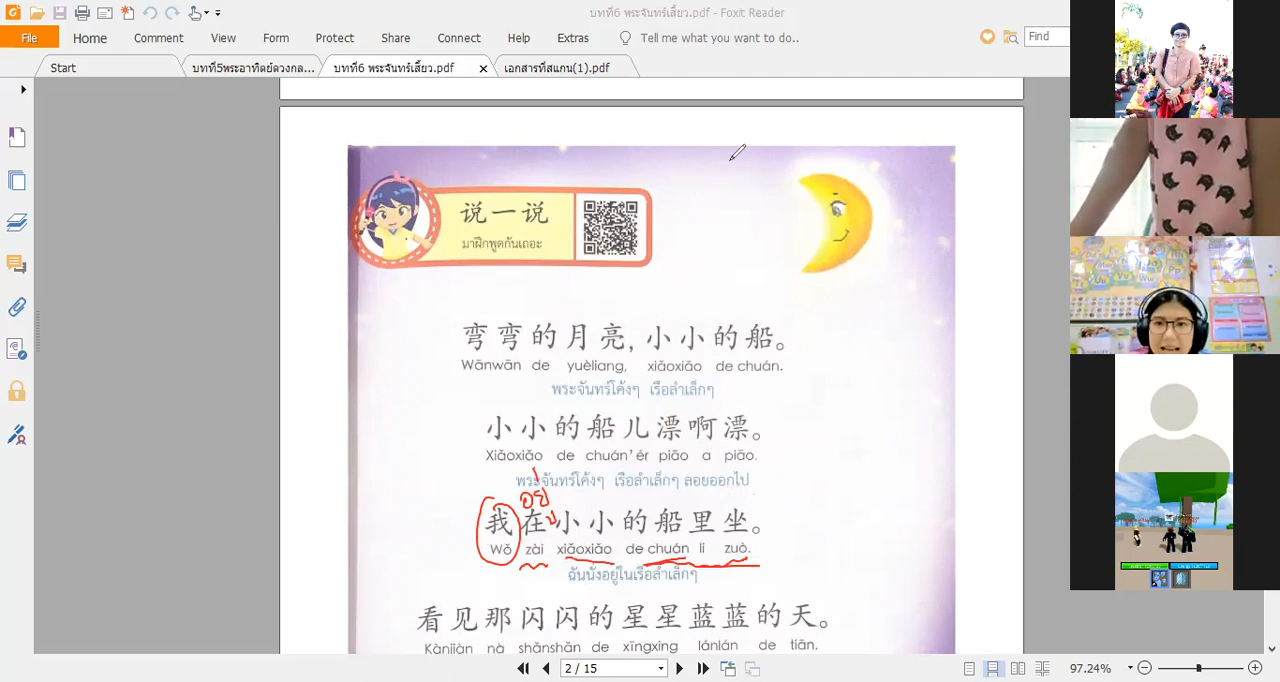 บทที่6 พระจันทร์เสี้ยว.pdf - Foxit Reader
File Home Comment View Form Protect Share Connect Help Extras Tell me what you want to do.. Find
Start บทที่5พระอาทิตย์ดวงกล... บทที่6 พระจันทร์เสี้ยว.pdf เอกสารที่สแกน(1).pdf
说一说
มาฝึกพูดกันเถอะ
弯弯的月亮,小小的船。
Wānwān de yuèliang, xiǎoxiǎo de chuán.
พระจันทร์โค้งๆ เรือลำเล็กๆ
小小的船儿漂啊漂。
Xiǎoxiǎo de chuán'ér piāo a piāo.
พระจันทร์โค้งๆ เรือลำเล็กๆ ลอยออกไป
อยู่
我在小小的船里坐。
Wǒ zài xiǎoxiǎo de chuán lǐ zuò.
ฉันนั่งอยู่ในเรือลำเล็กๆ
看见那闪闪的星星蓝蓝的天。
Kànjiàn nà shǎnshǎn de xīngxing lánlán de tiān.
2 / 15
97.24%